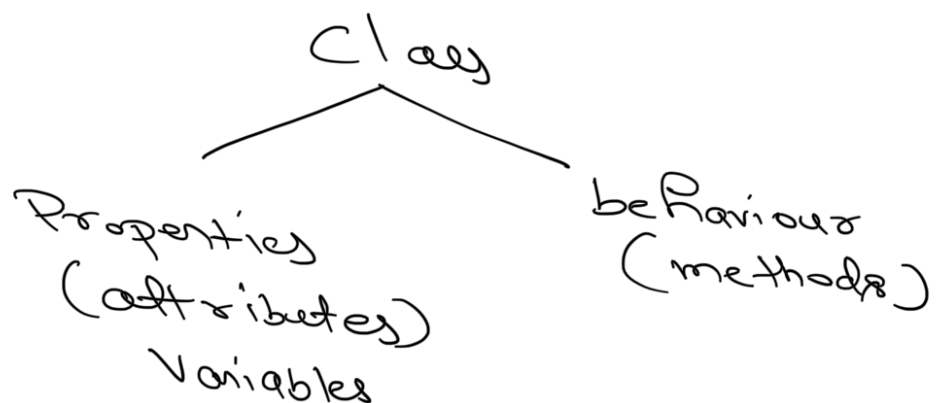 Class
Properties
(attributes)
Variables
behaviour
(methods)